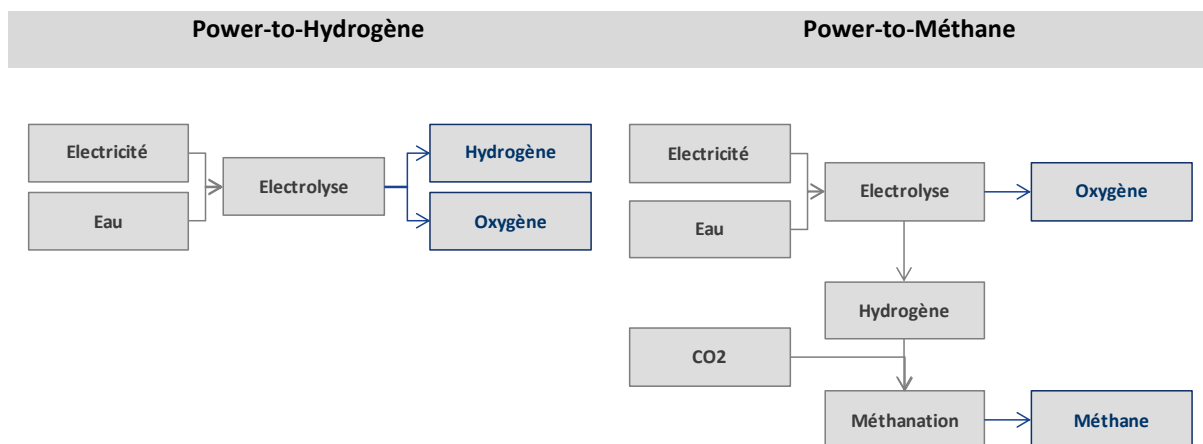 Power-to-Hydrogène
Power-to-Méthane
Electricité
Eau
Electrolyse
Hydrogène
Oxygène
Electricité
Eau
Electrolyse
Oxygène
Hydrogène
CO2
Méthanation
Méthane